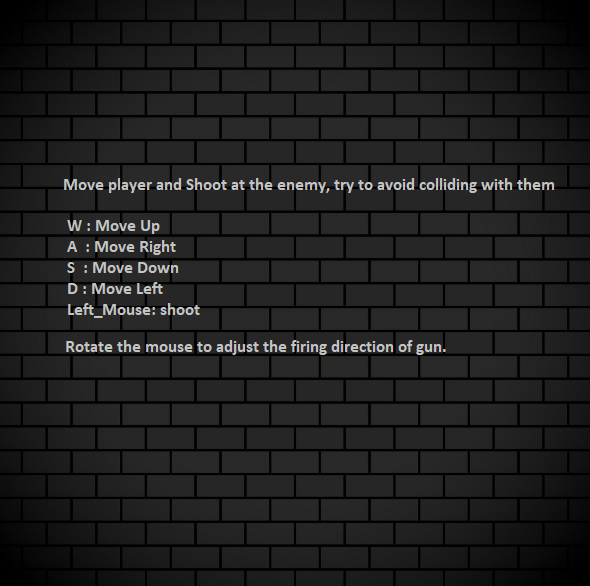 Move player and Shoot at the enemy, try to avoid colliding with them
W : Move Up
A : Move Right
S : Move Down
D : Move Left
Left_Mouse: shoot
Rotate the mouse to adjust the firing direction of gun.